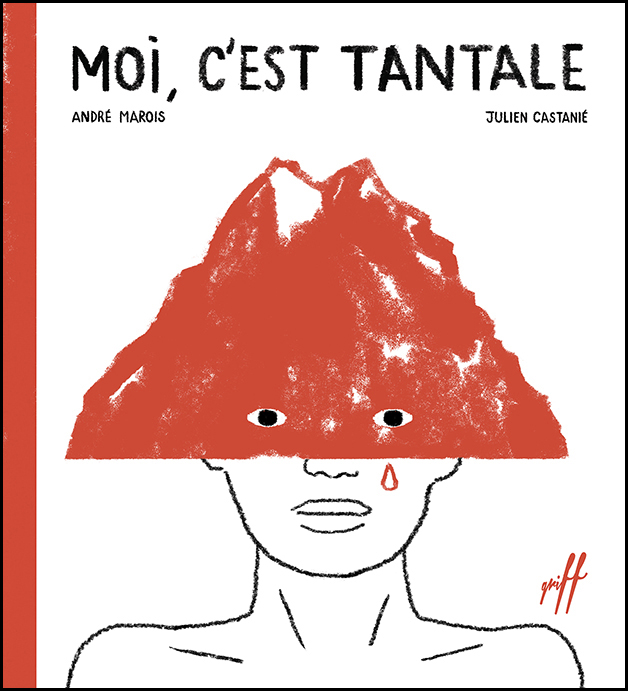 MOi, C'EST TANTALE
ANDRÉ MAROIS
JULIEN CASTANIÉ
griff